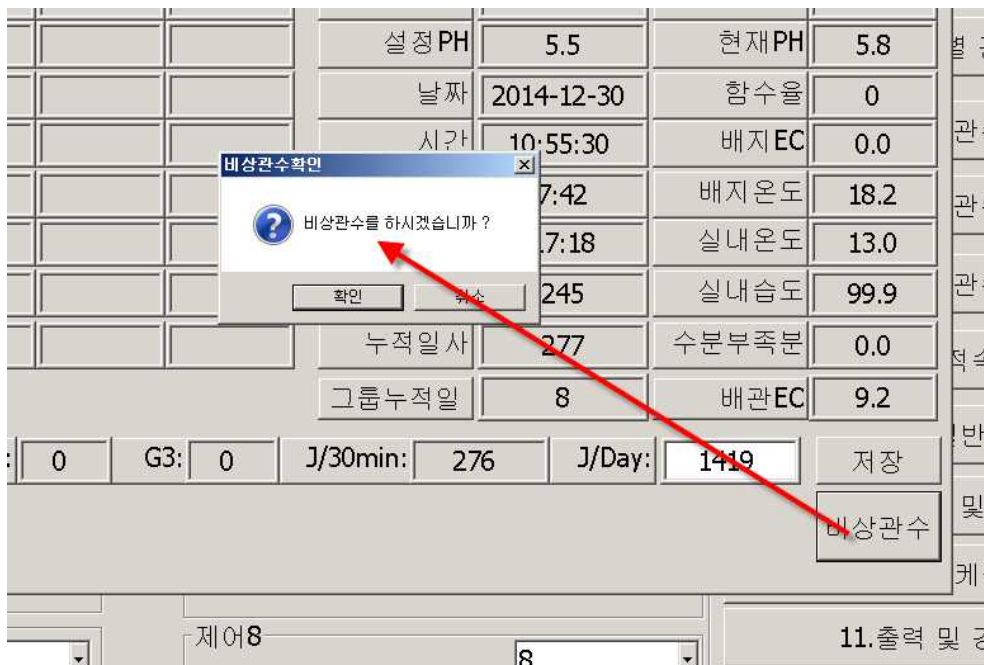 설정PH 5.5 현재PH 5.8
날짜 2014-12-30 함수율 0
시간 10:55:30 배지EC 0.0
비상관수확인
7:42 배지온도 18.2
비상관수를 하시겠습니까 ?
7:18 실내온도 13.0
확인 취소
245 실내습도 99.9
누적일사 277 수분부족분 0.0
그룹누적일 8 배관EC 9.2
0 G3: 0 J/30min: 276 J/Day: 1419 저장
비상관수
제어8
8
11.출력 및